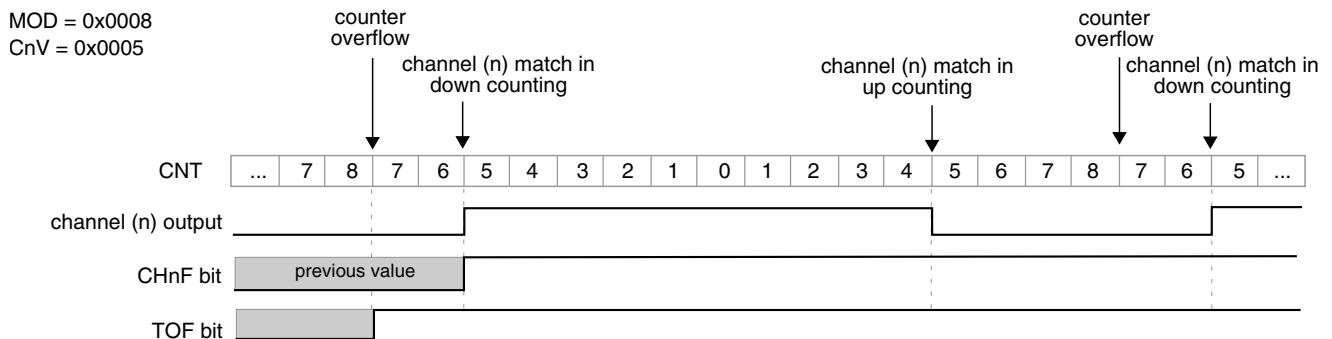 MOD = 0x0008
CnV = 0x0005
counter
overflow
channel (n) match in
down counting
channel (n) match in
up counting
counter
overflow
channel (n) match in
down counting
CNT ... 7 8 7 6 5 4 3 2 1 0 1 2 3 4 5 6 7 8 7 6 5 ...
channel (n) output
CHnF bit previous value
TOF bit